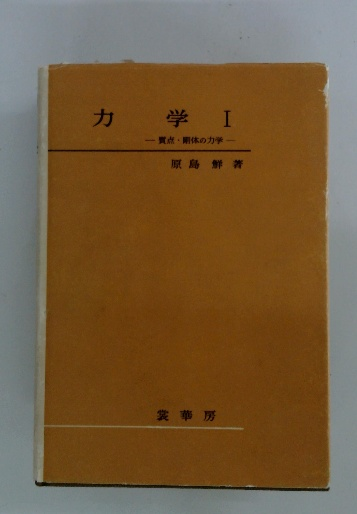 力 学 I
― 質点・剛体の力学 ―
原島 鮮 著
裳華房